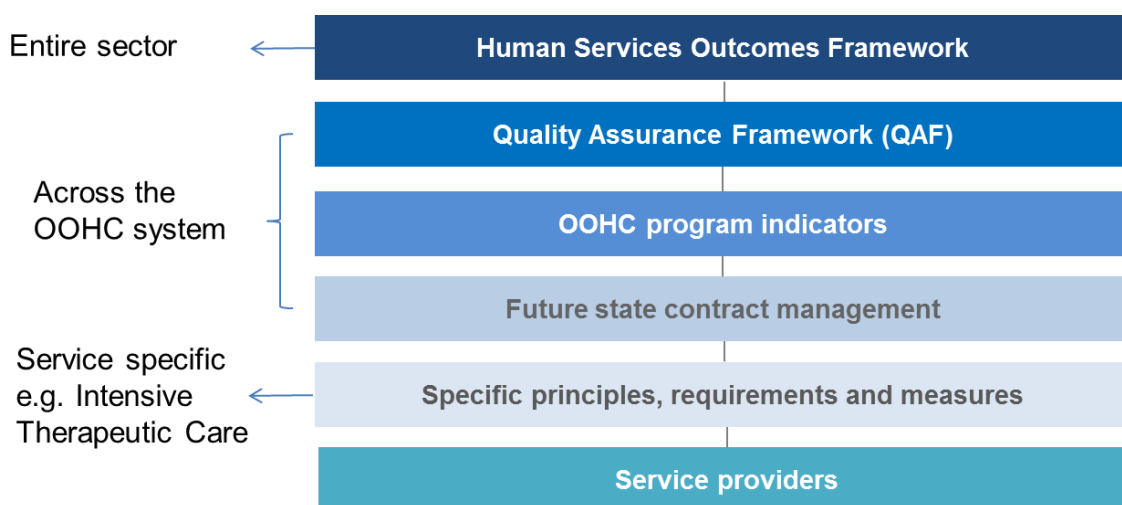 Entire sector
Human Services Outcomes Framework
Quality Assurance Framework (QAF)
Across the
OOHC system
OOHC program indicators
Future state contract management
Service specific
e.g. Intensive
Therapeutic Care
Specific principles, requirements and measures
Service providers